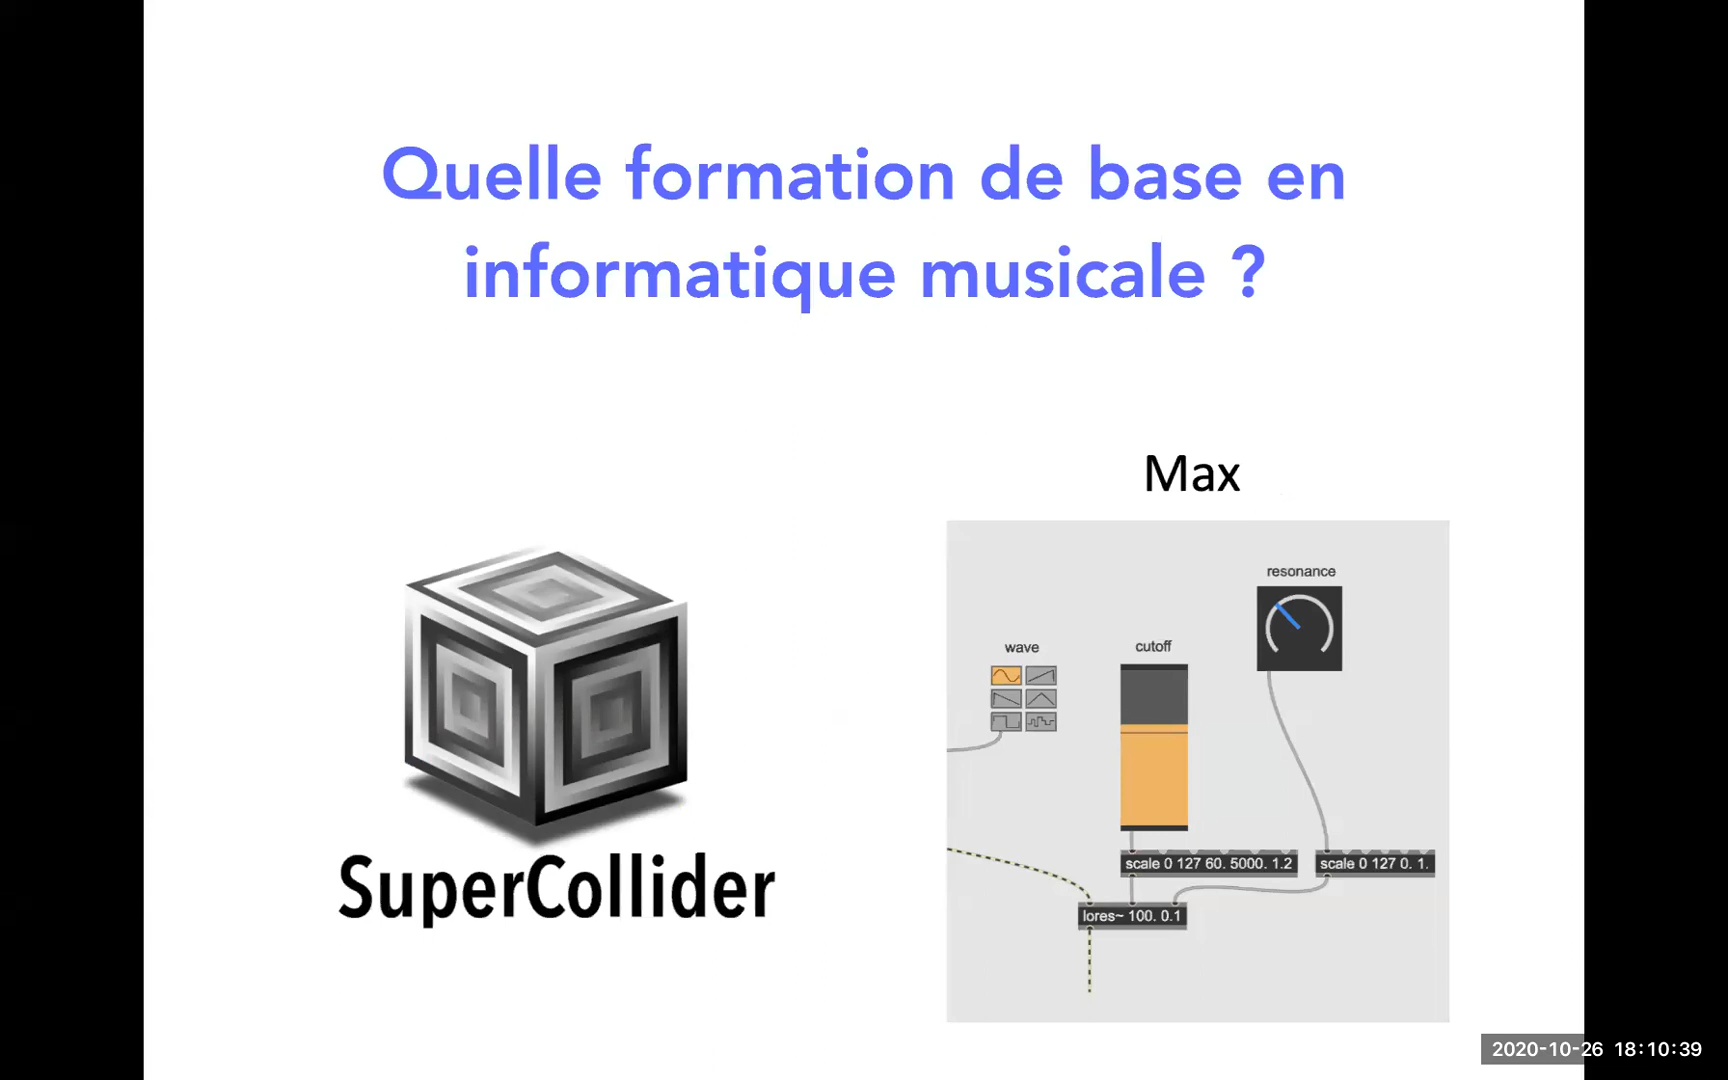 Quelle formation de base en
informatique musicale ?
Max
resonance
wave
cutoff
scale 0 127 60. 5000. 1.2
scale 0 127 0. 1.
lores~ 100. 0.1
SuperCollider
2020-10-26 18:10:39